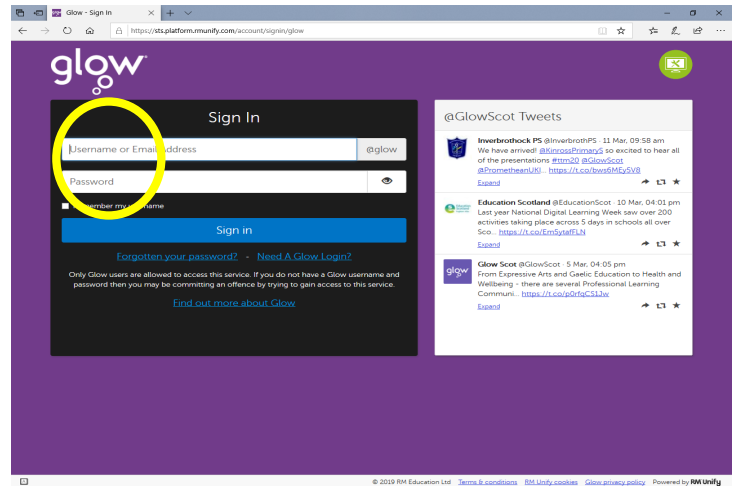 Glow - Sign In
https://sts.platform.rmunify.com/account/signin/glow
glow
Sign In
Username or Email address
@glow
Password
Remember my username
Sign in
Forgotten your password? - Need A Glow Login?
Only Glow users are allowed to access this service. If you do not have a Glow username and
password then you may be committing an offence by trying to gain access to this service.
Find out more about Glow
@GlowScot Tweets
Inverbrothock PS @InverbrothPS · 11 Mar, 09:58 am
We have arrived! @KinrossPrimaryS so excited to hear all
of the presentations #ttm20 @GlowScot
@PrometheanUKI... https://t.co/bws6MEySV8
Expand
Education Scotland @EducationScot · 10 Mar, 04:01 pm
Last year National Digital Learning Week saw over 200
activities taking place across 5 days in schools all over
Sco... https://t.co/Em5ytafFLN
Expand
glow
Glow Scot @GlowScot · 5 Mar, 04:05 pm
From Expressive Arts and Gaelic Education to Health and
Wellbeing - there are several Professional Learning
Communi... https://t.co/p0rfqCS1Jw
Expand
© 2019 RM Education Ltd Terms & conditions RM Unify cookies Glow privacy policy Powered by RM Unify